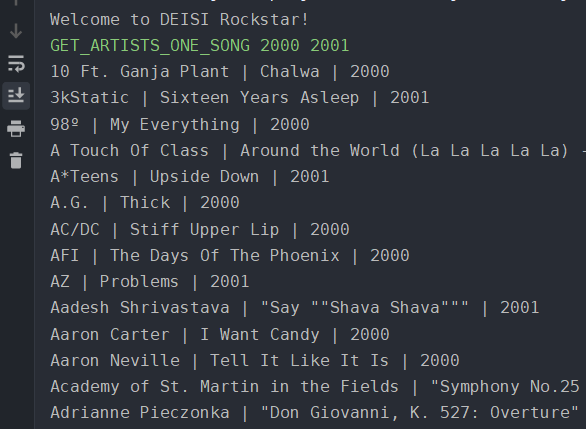 Welcome to DEISI Rockstar!
GET_ARTISTS_ONE_SONG 2000 2001
10 Ft. Ganja Plant | Chalwa | 2000
3kStatic | Sixteen Years Asleep | 2001
98º | My Everything | 2000
A Touch Of Class | Around the World (La La La La La) -
A*Teens | Upside Down | 2001
A.G. | Thick | 2000
AC/DC | Stiff Upper Lip | 2000
AFI | The Days Of The Phoenix | 2000
AZ | Problems | 2001
Aadesh Shrivastava | "Say ""Shava Shava""" | 2001
Aaron Carter | I Want Candy | 2000
Aaron Neville | Tell It Like It Is | 2000
Academy of St. Martin in the Fields | "Symphony No.25
Adrianne Pieczonka | "Don Giovanni, K. 527: Overture"